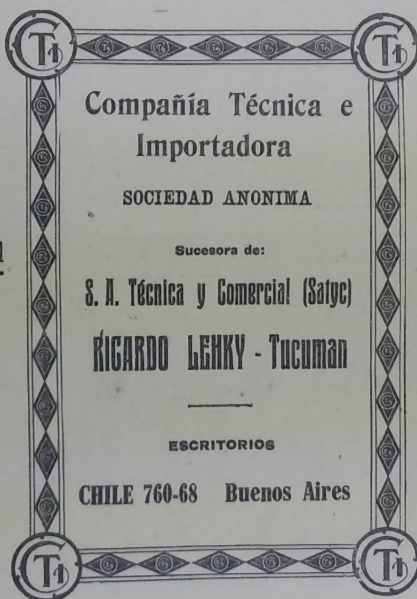 Compañía Técnica e
Importadora
SOCIEDAD ANONIMA
Sucesora de:
S. A. Técnica y Comercial (Satyc)
RICARDO LEHKY - Tucuman
ESCRITORIOS
CHILE 760-68 Buenos Aires